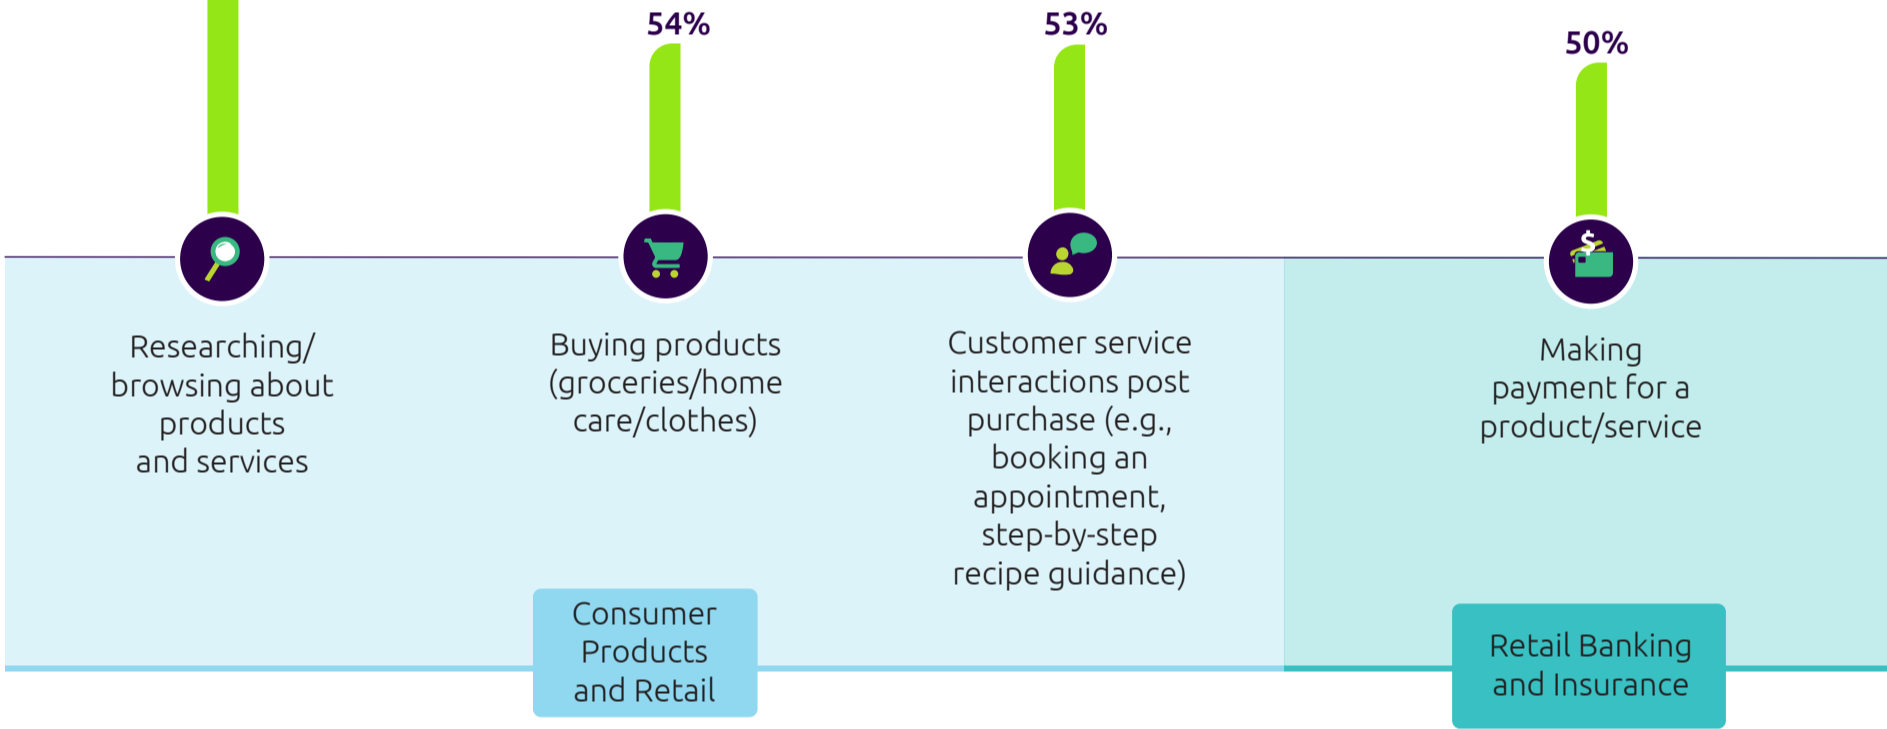 54%
53%
50%
$
Researching/
browsing about
products
and services
Buying products
(groceries/home
care/clothes)
Customer service
interactions post
purchase (e.g.,
booking an
appointment,
step-by-step
recipe guidance)
Making
payment for a
product/service
Consumer
Products
and Retail
Retail Banking
and Insurance